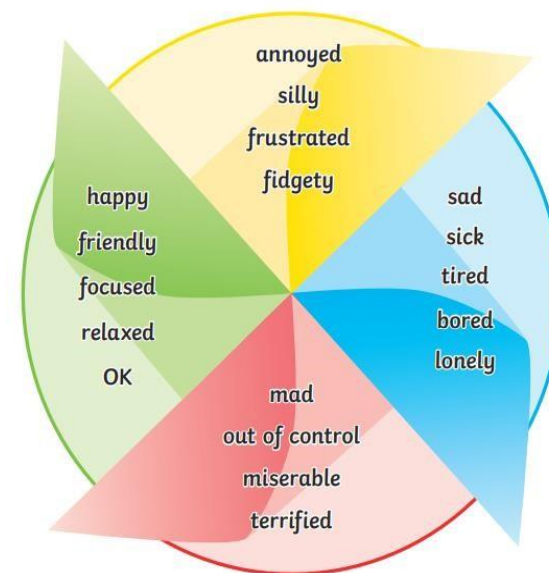 annoyed
silly
frustrated
fidgety
happy
friendly
focused
relaxed
OK
sad
sick
tired
bored
lonely
mad
out of control
miserable
terrified